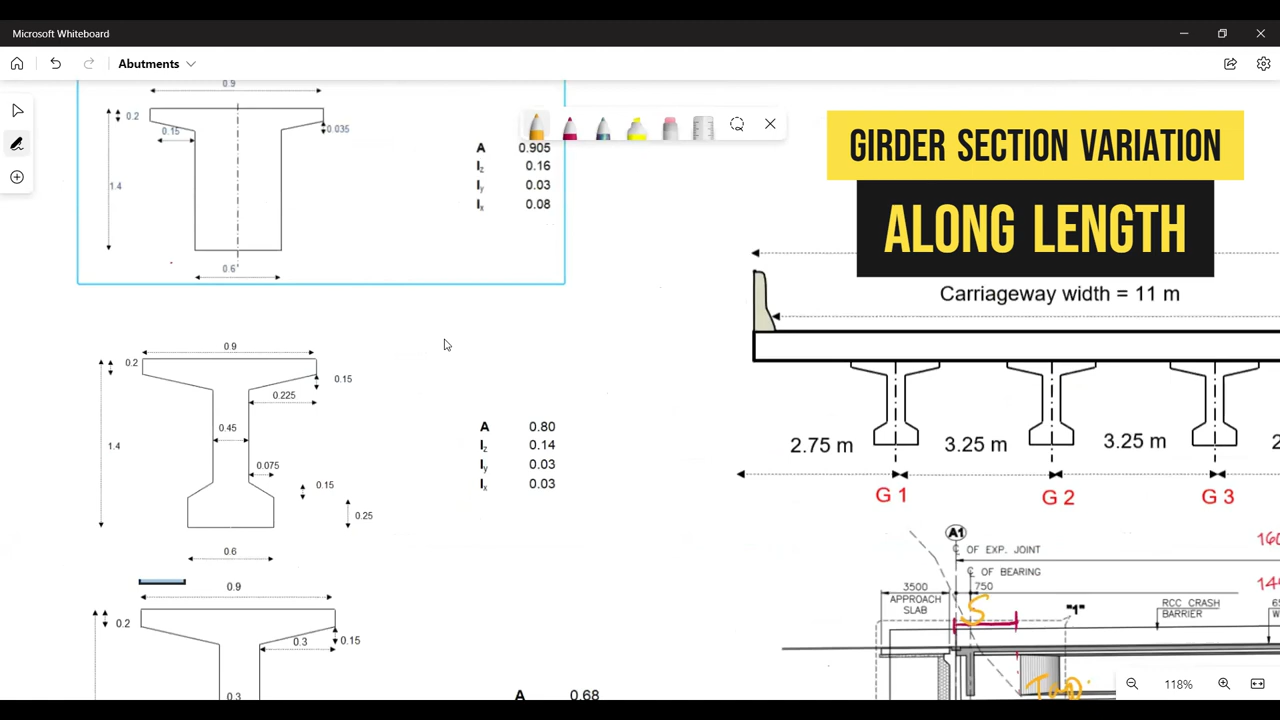 Microsoft Whiteboard
Abutments
GIRDER SECTION VARIATION
ALONG LENGTH
0.9
0.2
0.15
0.035
1.4
0.6
A 0.905
Iz 0.16
Iy 0.03
Ix 0.08
Carriageway width = 11 m
0.9
0.2
0.15
0.225
0.45
1.4
0.075
0.15
0.25
0.6
A 0.80
Iz 0.14
Iy 0.03
Ix 0.03
2.75 m
3.25 m
3.25 m
2
G 1
G 2
G 3
0.9
0.2
0.15
0.3
0.3
A 0.68
A1
℄ OF EXP. JOINT
160
℄ OF BEARING
3500
750
144
APPROACH
SLAB
S
"1"
RCC CRASH
BARRIER
65
W
118%